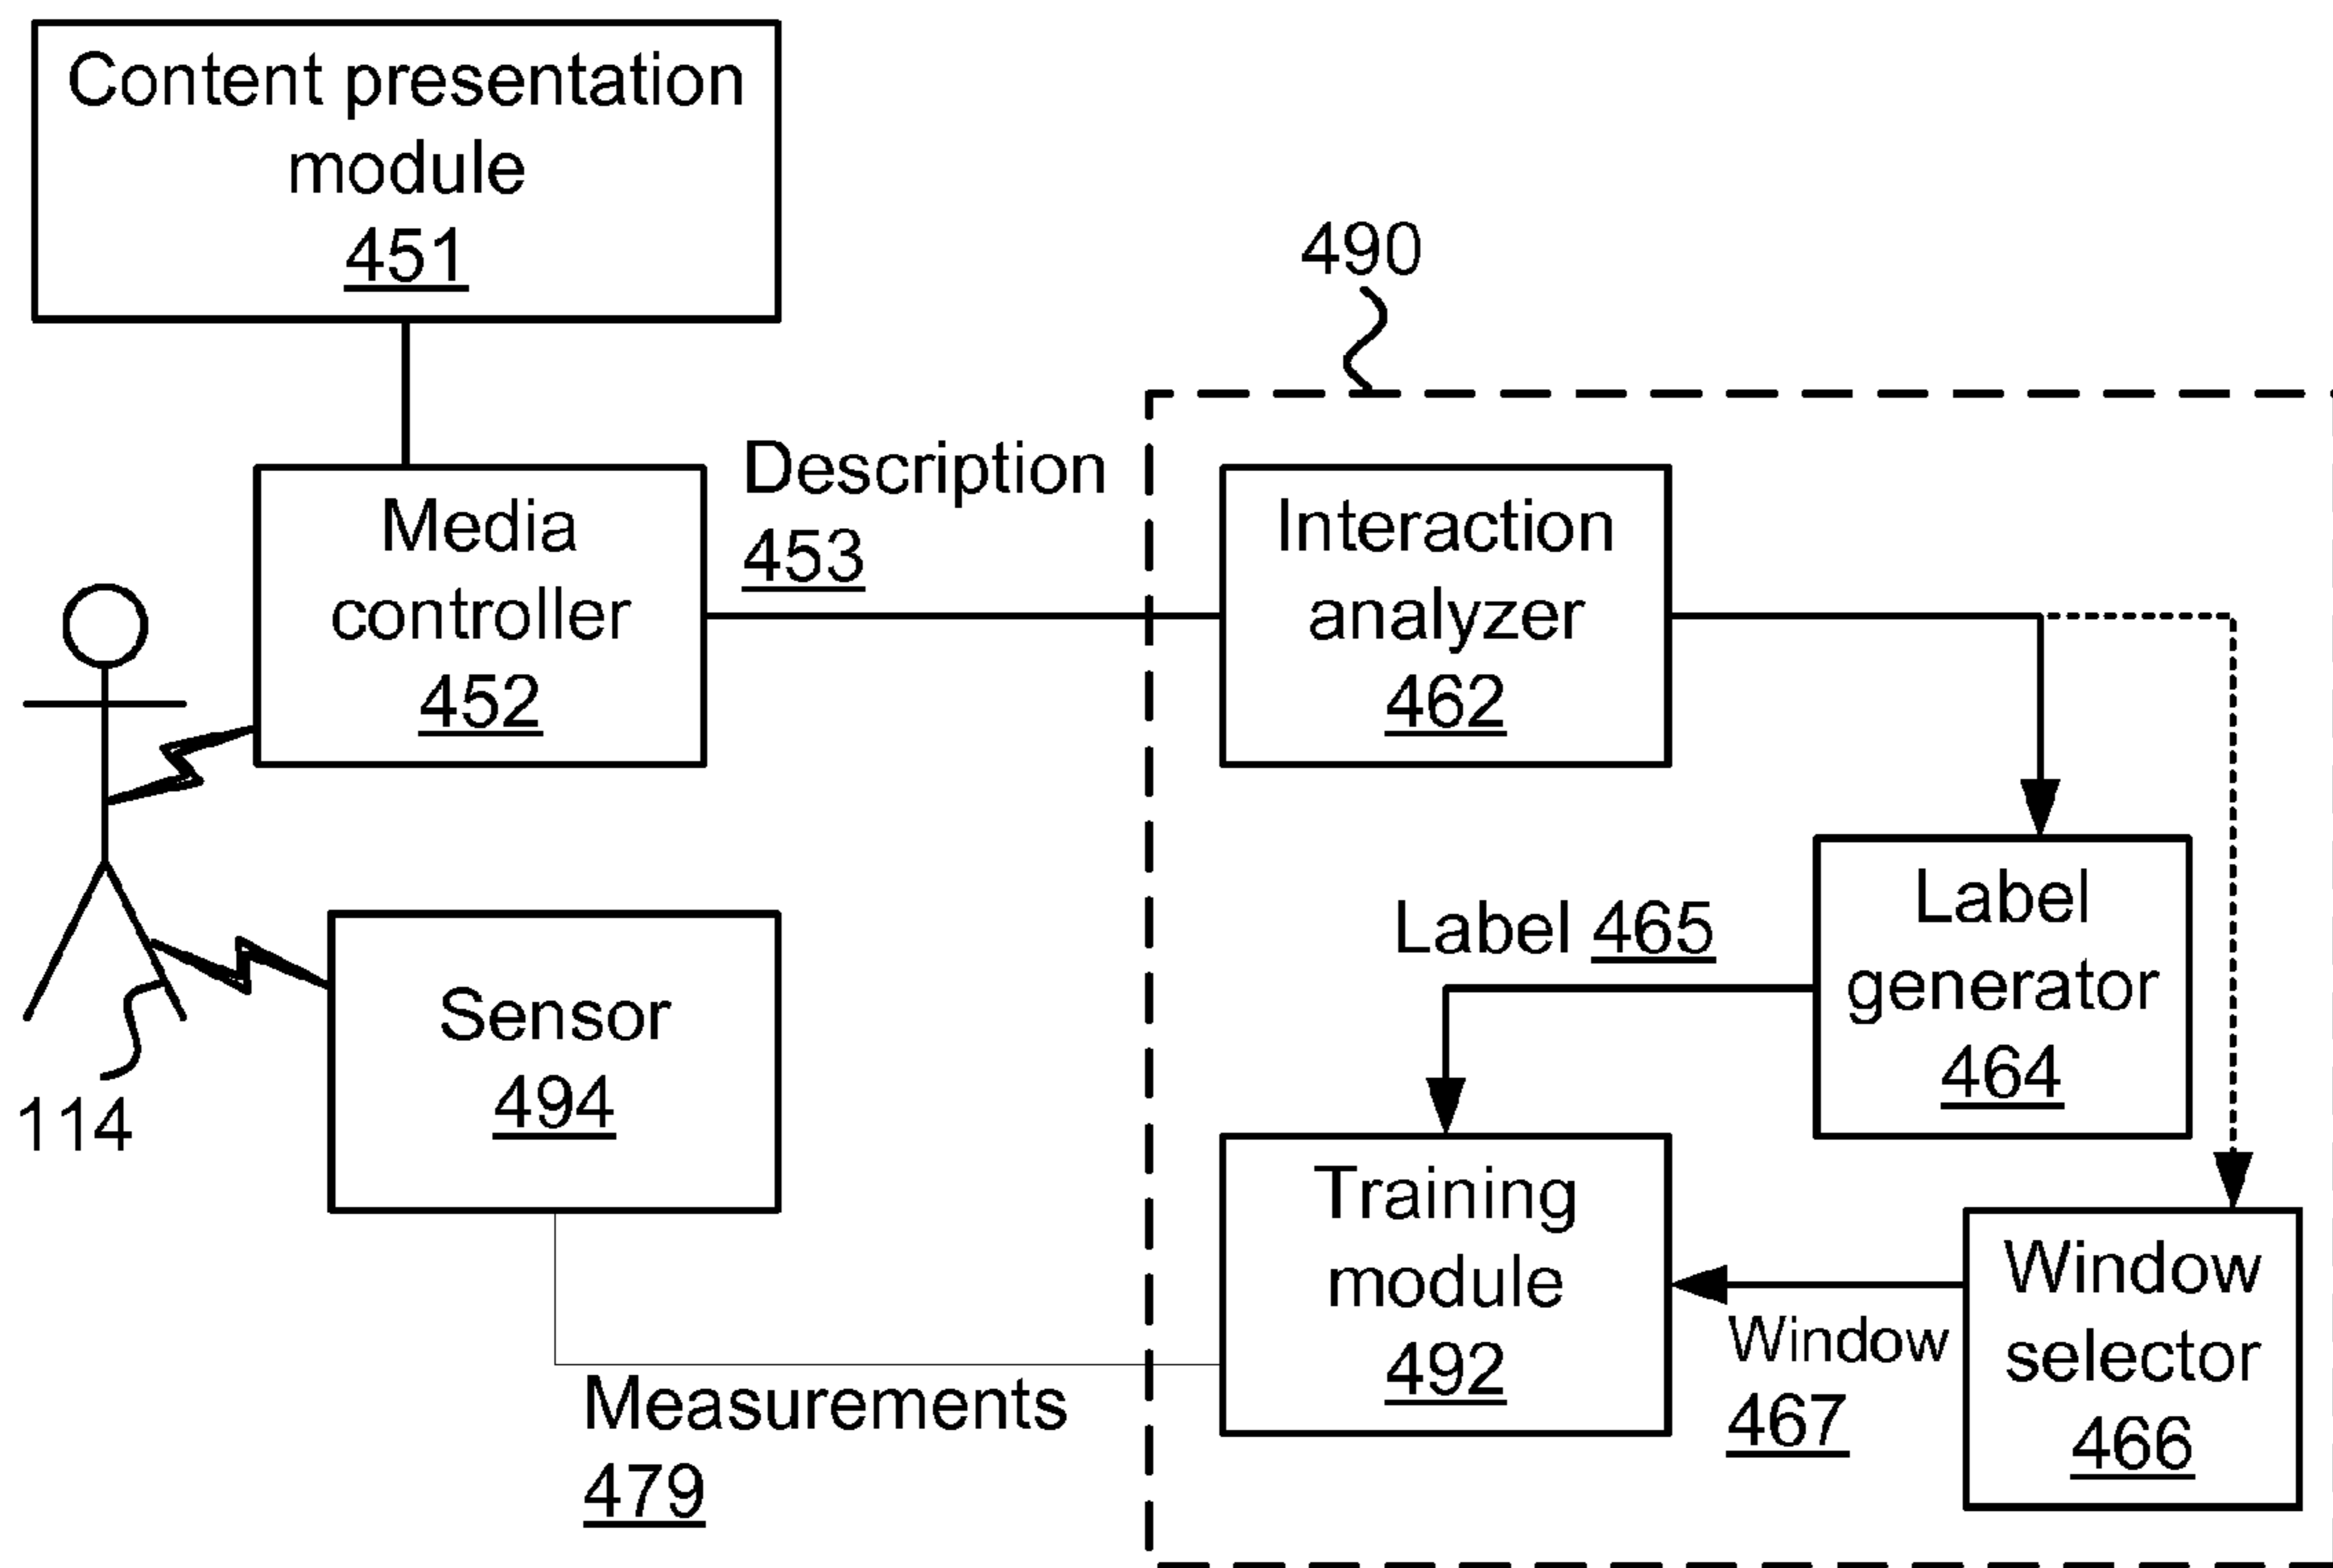 Content presentation
module
451
490
Description
453
Media
controller
452
Interaction
analyzer
462
Label 465
Label
generator
464
Sensor
494
114
Training
module
492
Window
467
Window
selector
466
Measurements
479